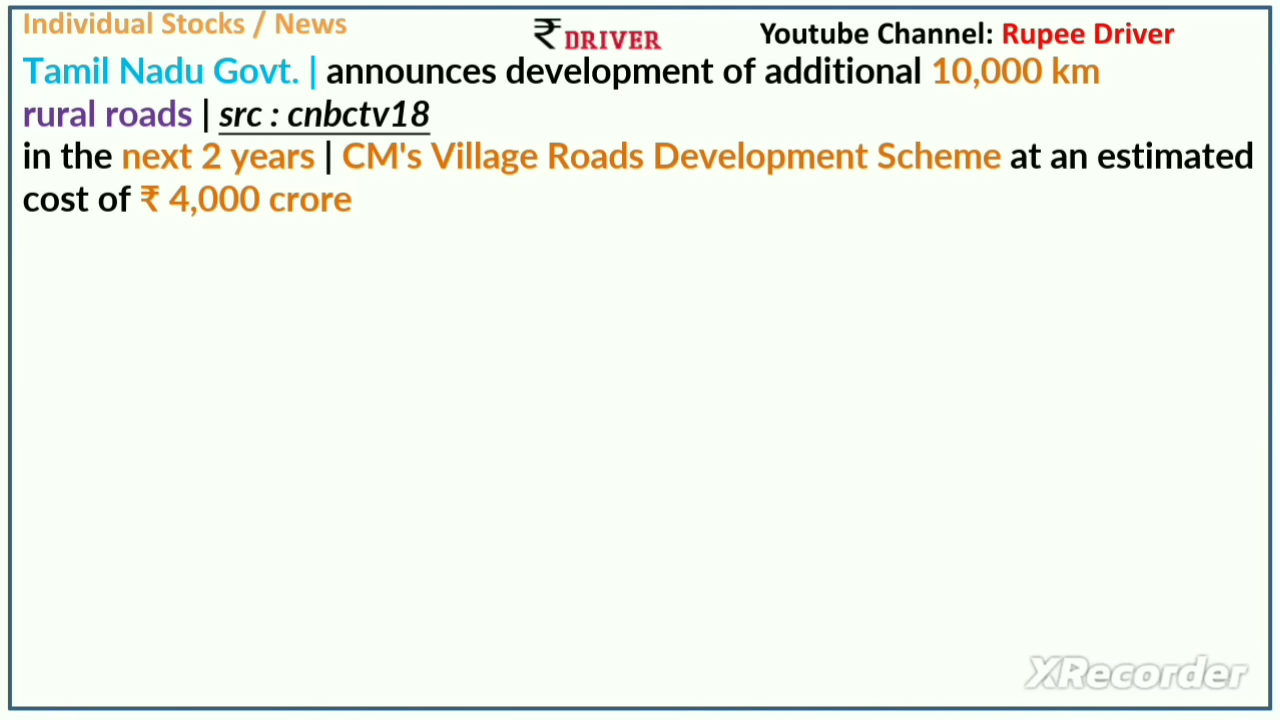 Individual Stocks / News
₹ DRIVER
Youtube Channel: Rupee Driver
Tamil Nadu Govt. | announces development of additional 10,000 km
rural roads | src : cnbctv18
in the next 2 years | CM's Village Roads Development Scheme at an estimated
cost of ₹ 4,000 crore
XRecorder